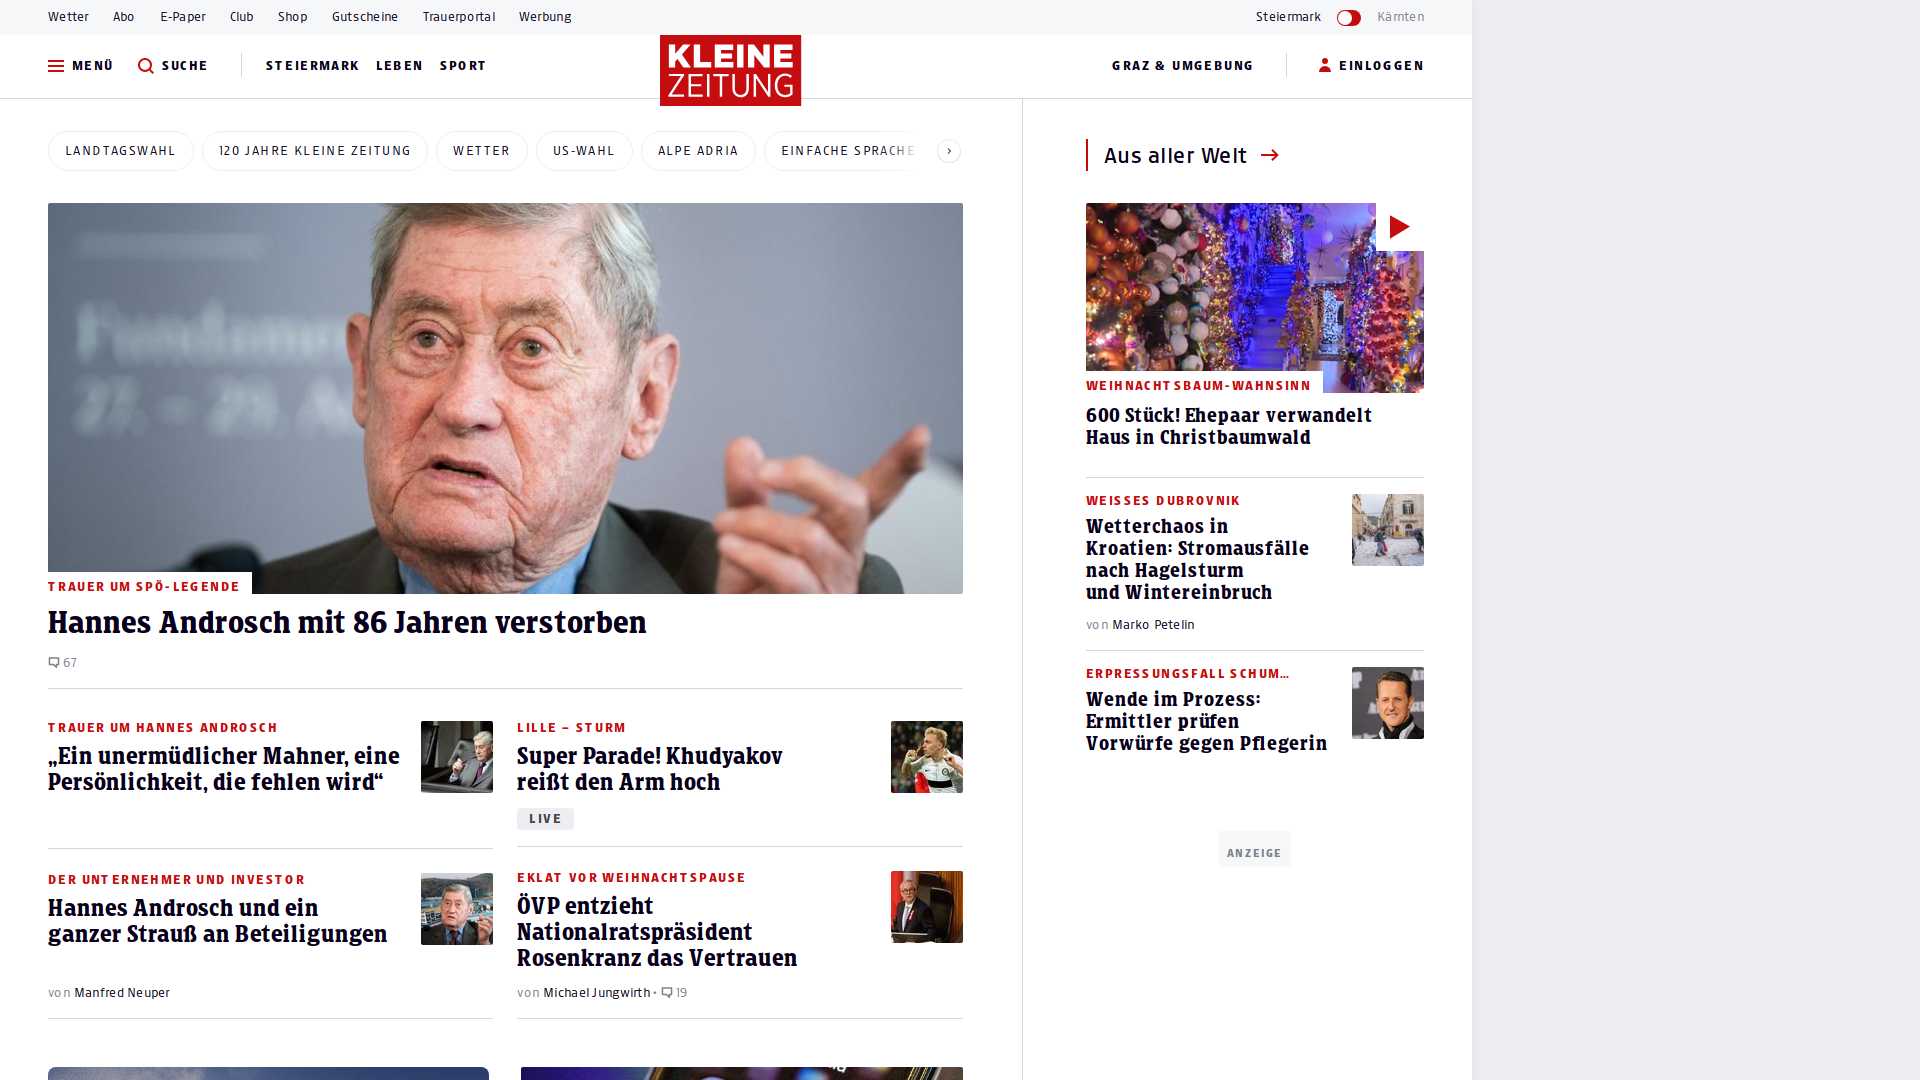 Wetter Abo E-Paper Club Shop Gutscheine Trauerportal Werbung Steiermark Kärnten
MENÜ SUCHE STEIERMARK LEBEN SPORT KLEINE ZEITUNG GRAZ & UMGEBUNG EINLOGGEN
LANDTAGSWAHL 120 JAHRE KLEINE ZEITUNG WETTER US-WAHL ALPE ADRIA EINFACHE SPRACHE
TRAUER UM SPÖ-LEGENDE
Hannes Androsch mit 86 Jahren verstorben
67
TRAUER UM HANNES ANDROSCH
„Ein unermüdlicher Mahner, eine
Persönlichkeit, die fehlen wird“
LILLE – STURM
Super Parade! Khudyakov
reißt den Arm hoch
LIVE
DER UNTERNEHMER UND INVESTOR
Hannes Androsch und ein
ganzer Strauß an Beteiligungen
von Manfred Neuper
EKLAT VOR WEIHNACHTSPAUSE
ÖVP entzieht
Nationalratspräsident
Rosenkranz das Vertrauen
von Michael Jungwirth • 19
Aus aller Welt →
WEIHNACHTSBAUM-WAHNSINN
600 Stück! Ehepaar verwandelt
Haus in Christbaumwald
WEISSES DUBROVNIK
Wetterchaos in
Kroatien: Stromausfälle
nach Hagelsturm
und Wintereinbruch
von Marko Petelin
ERPRESSUNGSFALL SCHUM…
Wende im Prozess:
Ermittler prüfen
Vorwürfe gegen Pflegerin
ANZEIGE